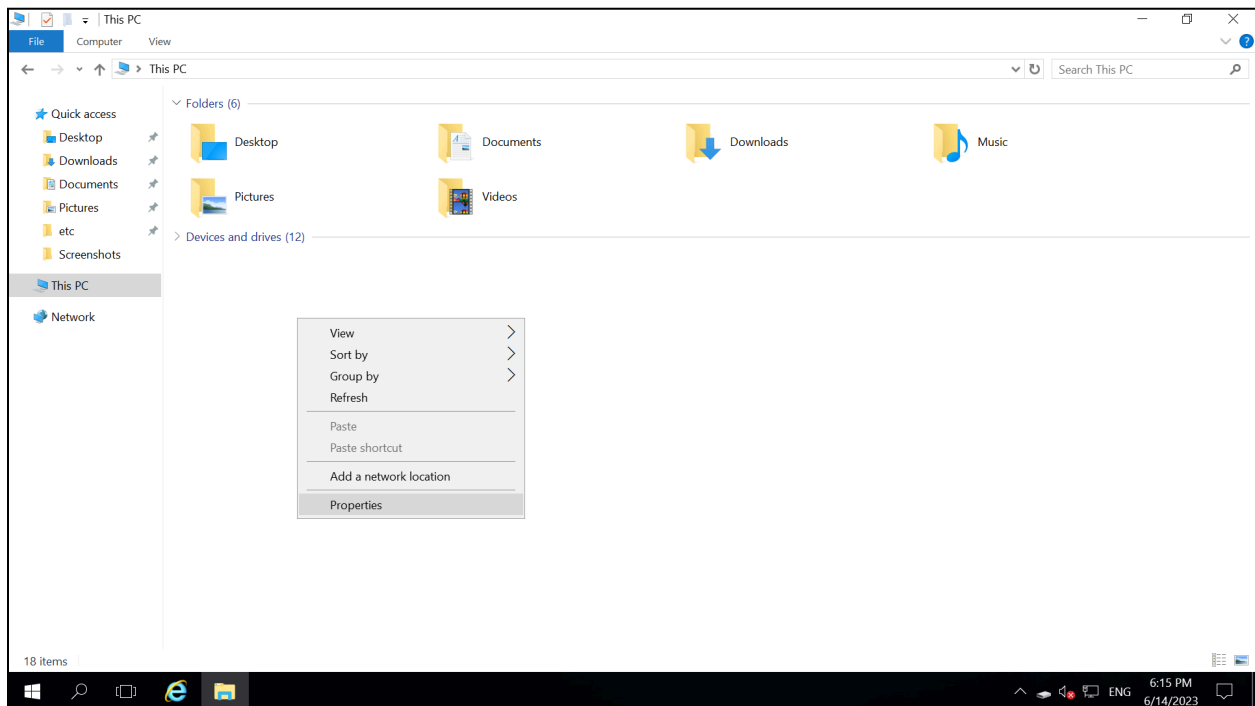 This PC
File Computer View
This PC
Search This PC
Quick access
Desktop
Downloads
Documents
Pictures
etc
Screenshots
This PC
Network
Folders (6)
Desktop Documents Downloads Music
Pictures Videos
Devices and drives (12)
View
Sort by
Group by
Refresh
Paste
Paste shortcut
Add a network location
Properties
18 items
ENG
6:15 PM
6/14/2023